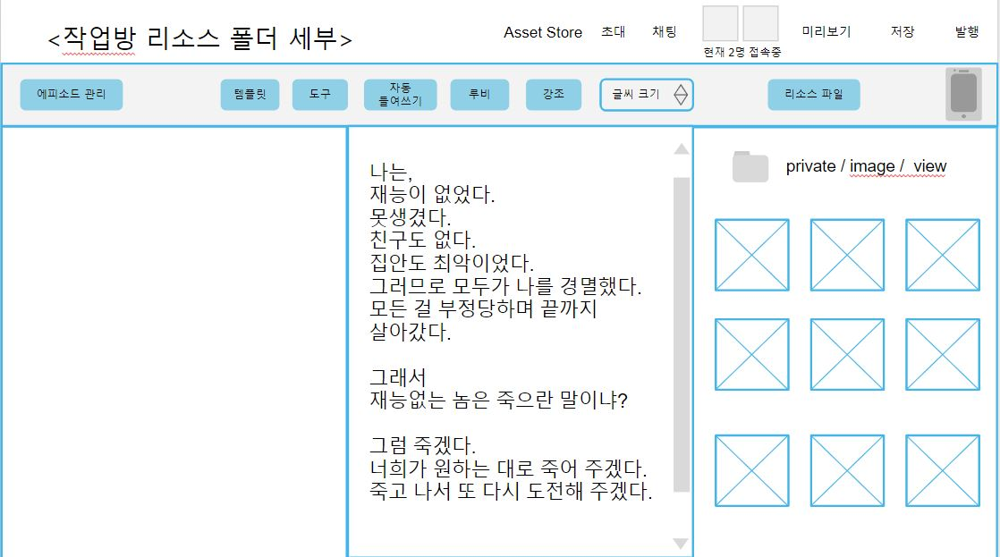 <작업방 리소스 폴더 세부>
Asset Store 초대 채팅
현재 2명 접속중
미리보기 저장 발행
에피소드 관리
템플릿
도구
자동
들여쓰기
루비
강조
글씨 크기
리소스 파일
나는,
재능이 없었다.
못생겼다.
친구도 없다.
집안도 최악이었다.
그러므로 모두가 나를 경멸했다.
모든 걸 부정당하며 끝까지
살아갔다.
그래서
재능없는 놈은 죽으란 말이냐?
그럼 죽겠다.
너희가 원하는 대로 죽어 주겠다.
죽고 나서 또 다시 도전해 주겠다.
private / image / view